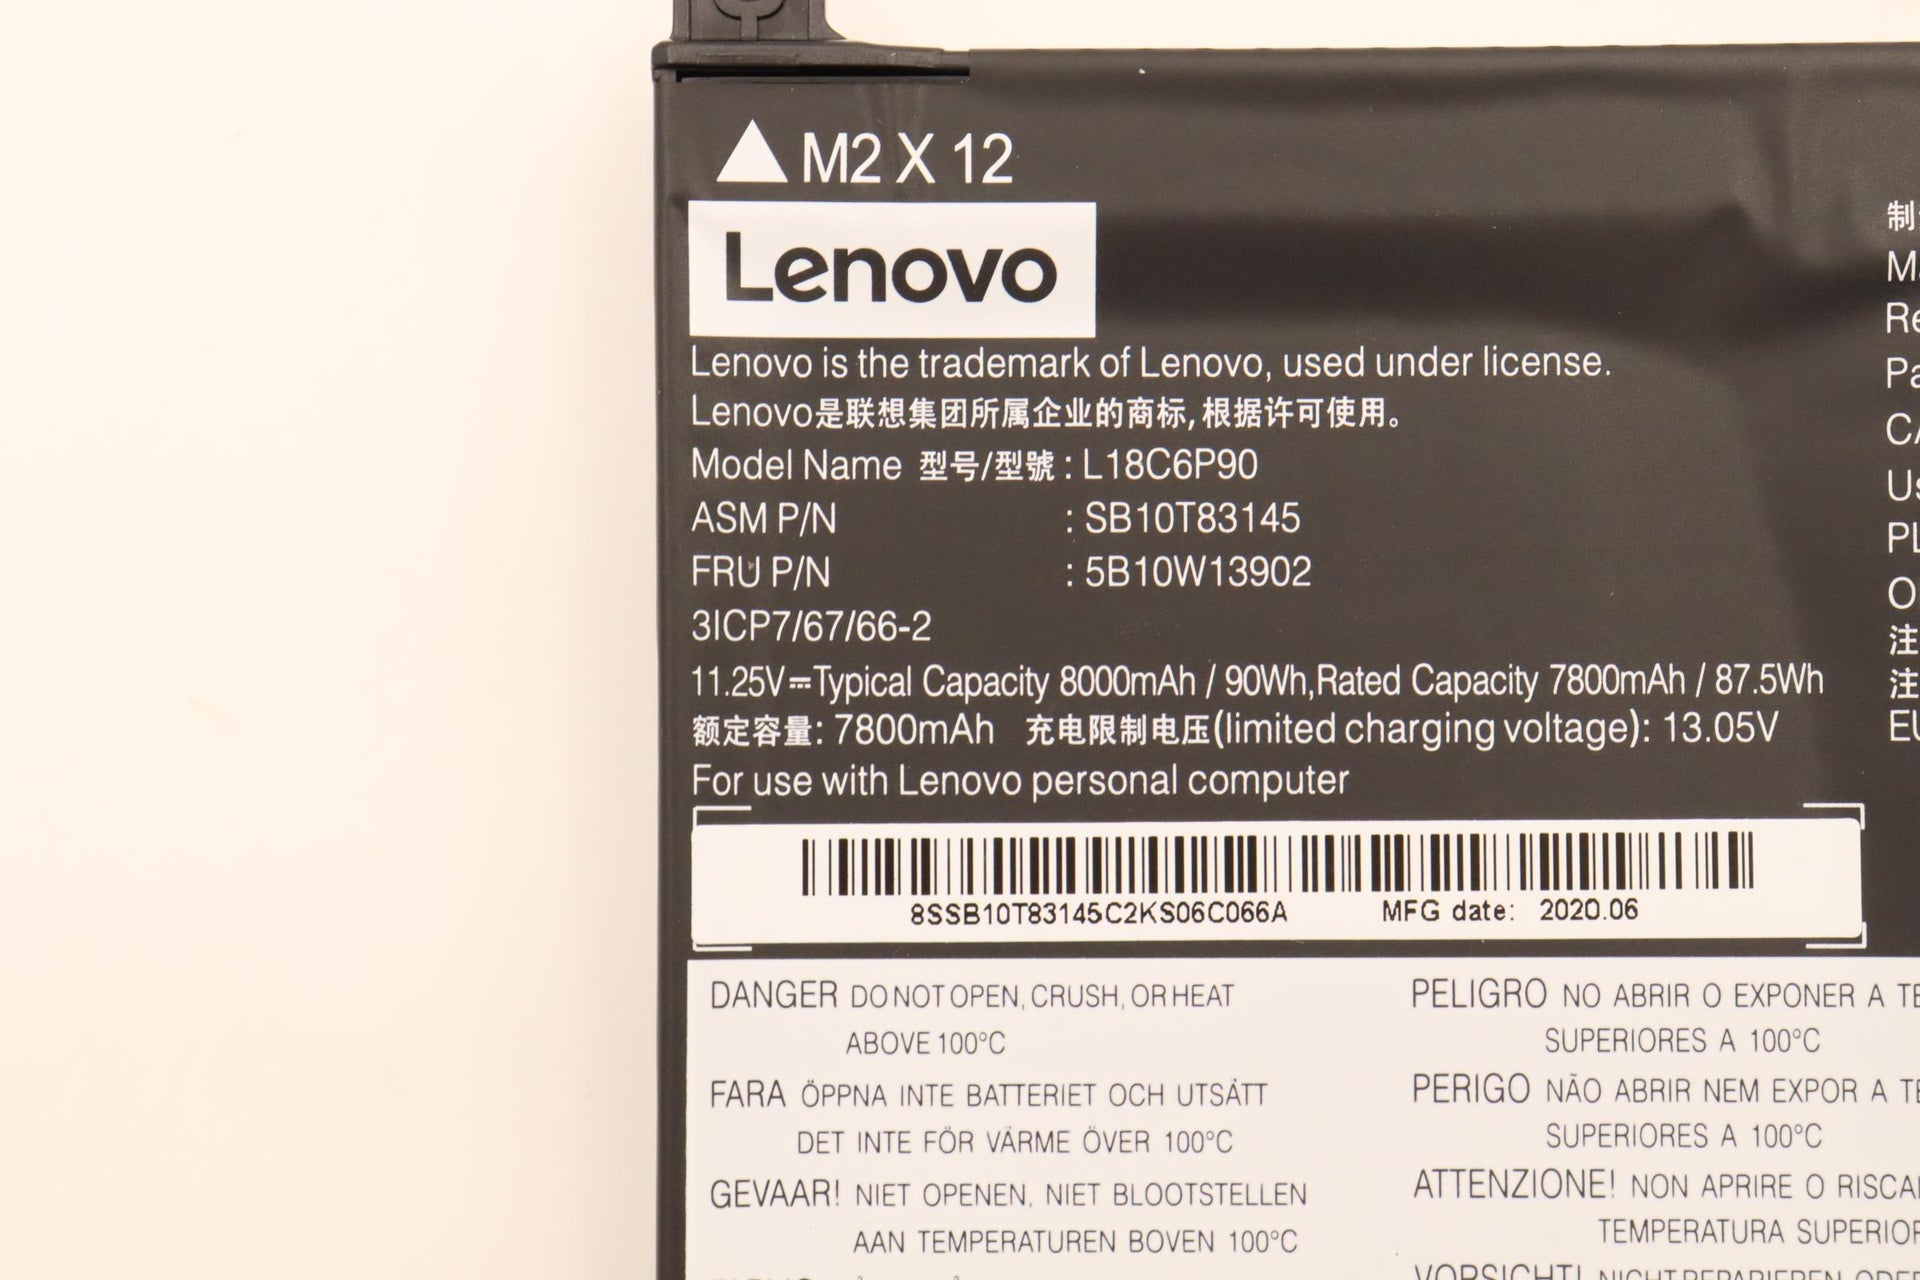 M2 X 12
Lenovo
Lenovo is the trademark of Lenovo, used under license.
Lenovo是联想集团所属企业的商标,根据许可使用。
Model Name 型号/型號 : L18C6P90
ASM P/N : SB10T83145
FRU P/N : 5B10W13902
3ICP7/67/66-2
11.25V⎓Typical Capacity 8000mAh / 90Wh,Rated Capacity 7800mAh / 87.5Wh
额定容量: 7800mAh 充电限制电压(limited charging voltage): 13.05V
For use with Lenovo personal computer
8SSB10T83145C2KS06C066A MFG date: 2020.06
DANGER DO NOT OPEN, CRUSH, OR HEAT
ABOVE 100°C
FARA ÖPPNA INTE BATTERIET OCH UTSÄTT
DET INTE FÖR VÄRME ÖVER 100°C
GEVAAR! NIET OPENEN, NIET BLOOTSTELLEN
AAN TEMPERATUREN BOVEN 100°C
PELIGRO NO ABRIR O EXPONER A
SUPERIORES A 100°C
PERIGO NÃO ABRIR NEM EXPOR A
SUPERIORES A 100°C
ATTENZIONE! NON APRIRE O
TEMPERATURA
VORSICHT! NICHT REPARIEREN ODER